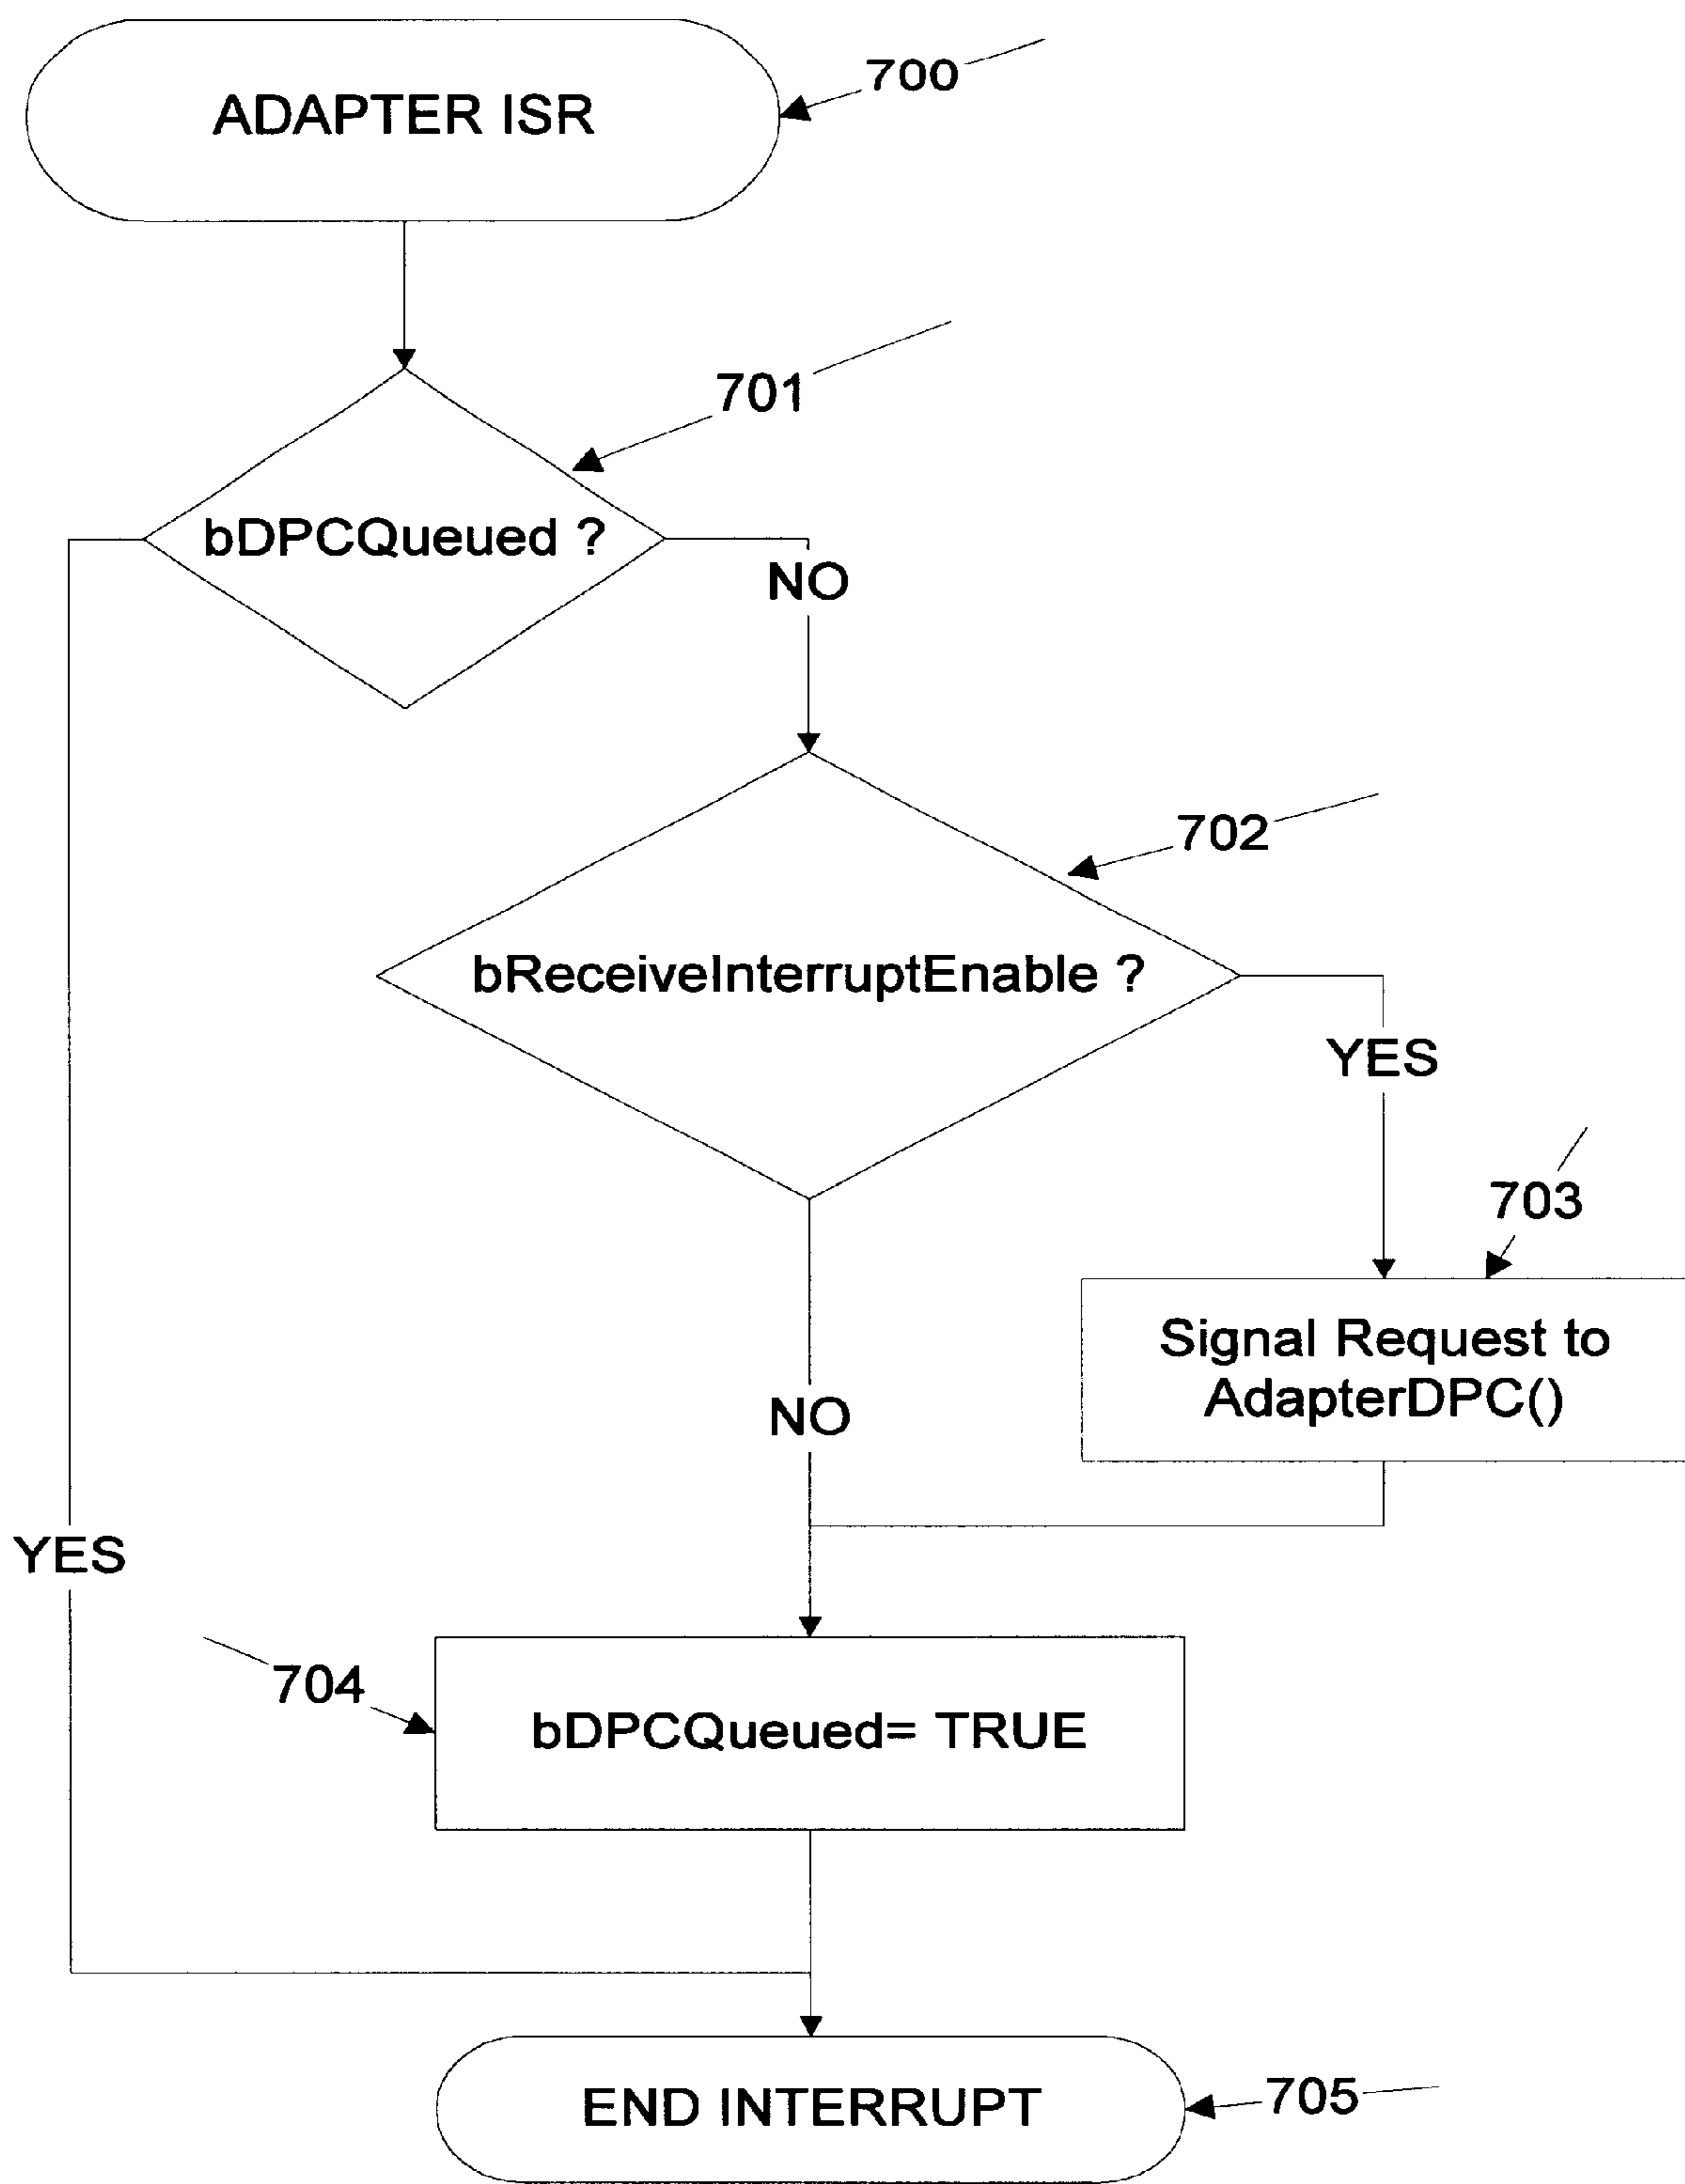 ADAPTER ISR
700
701
bDPCQueued ?
NO
702
bReceiveInterruptEnable ?
YES
703
Signal Request to
AdapterDPC()
NO
YES
704
bDPCQueued= TRUE
END INTERRUPT
705